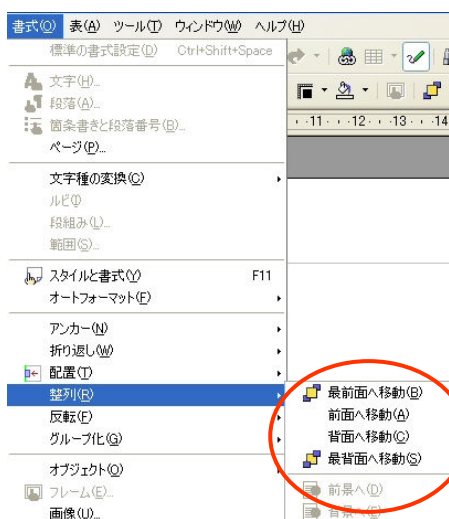 書式(O) 表(A) ツール(T) ウィンドウ(W) ヘルプ(H)
標準の書式設定(D) Ctrl+Shift+Space
文字(H)...
段落(A)...
箇条書きと段落番号(B)...
ページ(P)...
·11· ·12· ·13· ·14
文字種の変換(C)
ルビ(I)
段組み(L)...
範囲(S)...
スタイルと書式(Y) F11
オートフォーマット(F)
アンカー(N)
折り返し(W)
配置(T)
整列(R)
最前面へ移動(B)
反転(F)
前面へ移動(A)
グループ化(G)
背面へ移動(C)
最背面へ移動(S)
オブジェクト(O)
フレーム(E)...
前景へ(D)
画像(U)...
背景へ(E)